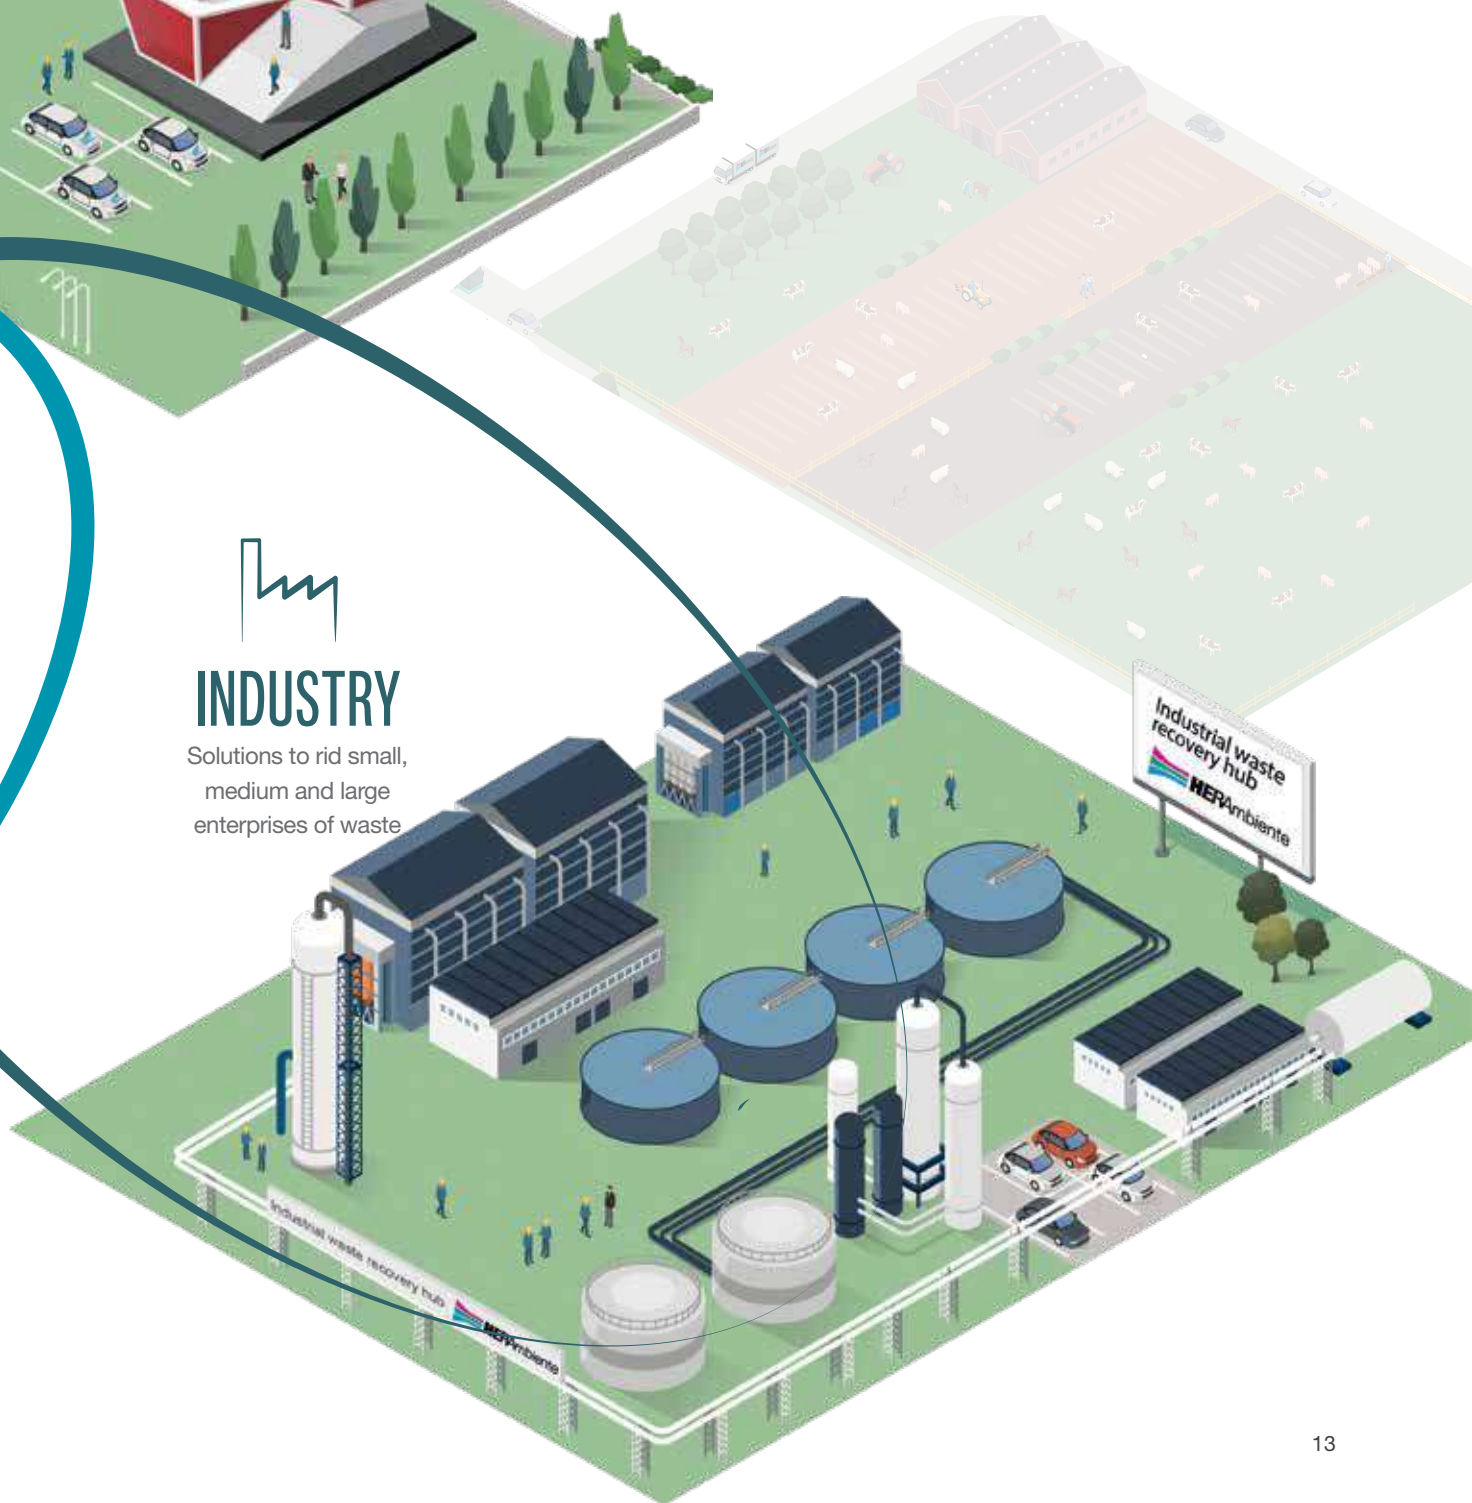 INDUSTRY
Solutions to rid small,
medium and large
enterprises of waste
Industrial waste
recovery hub
HERAmbiente
Industrial waste recovery hub
HERAmbiente
13